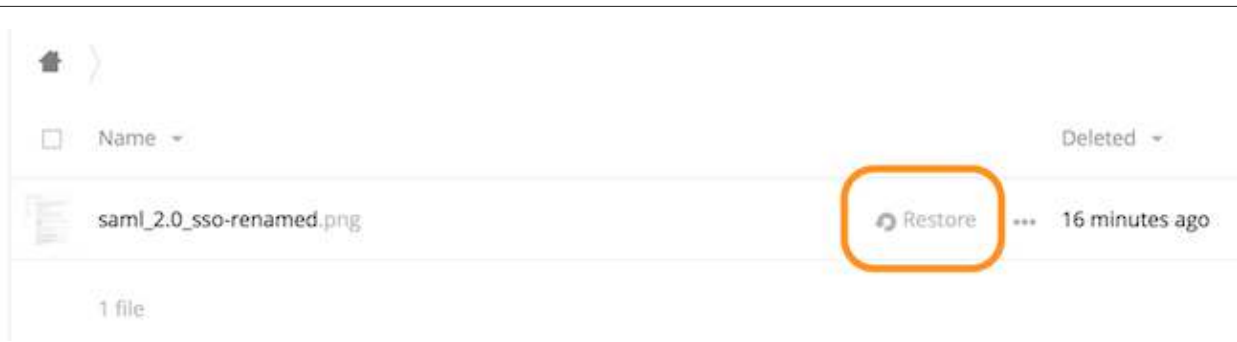 Name
Deleted
saml_2.0_sso-renamed.png Restore ... 16 minutes ago
1 file